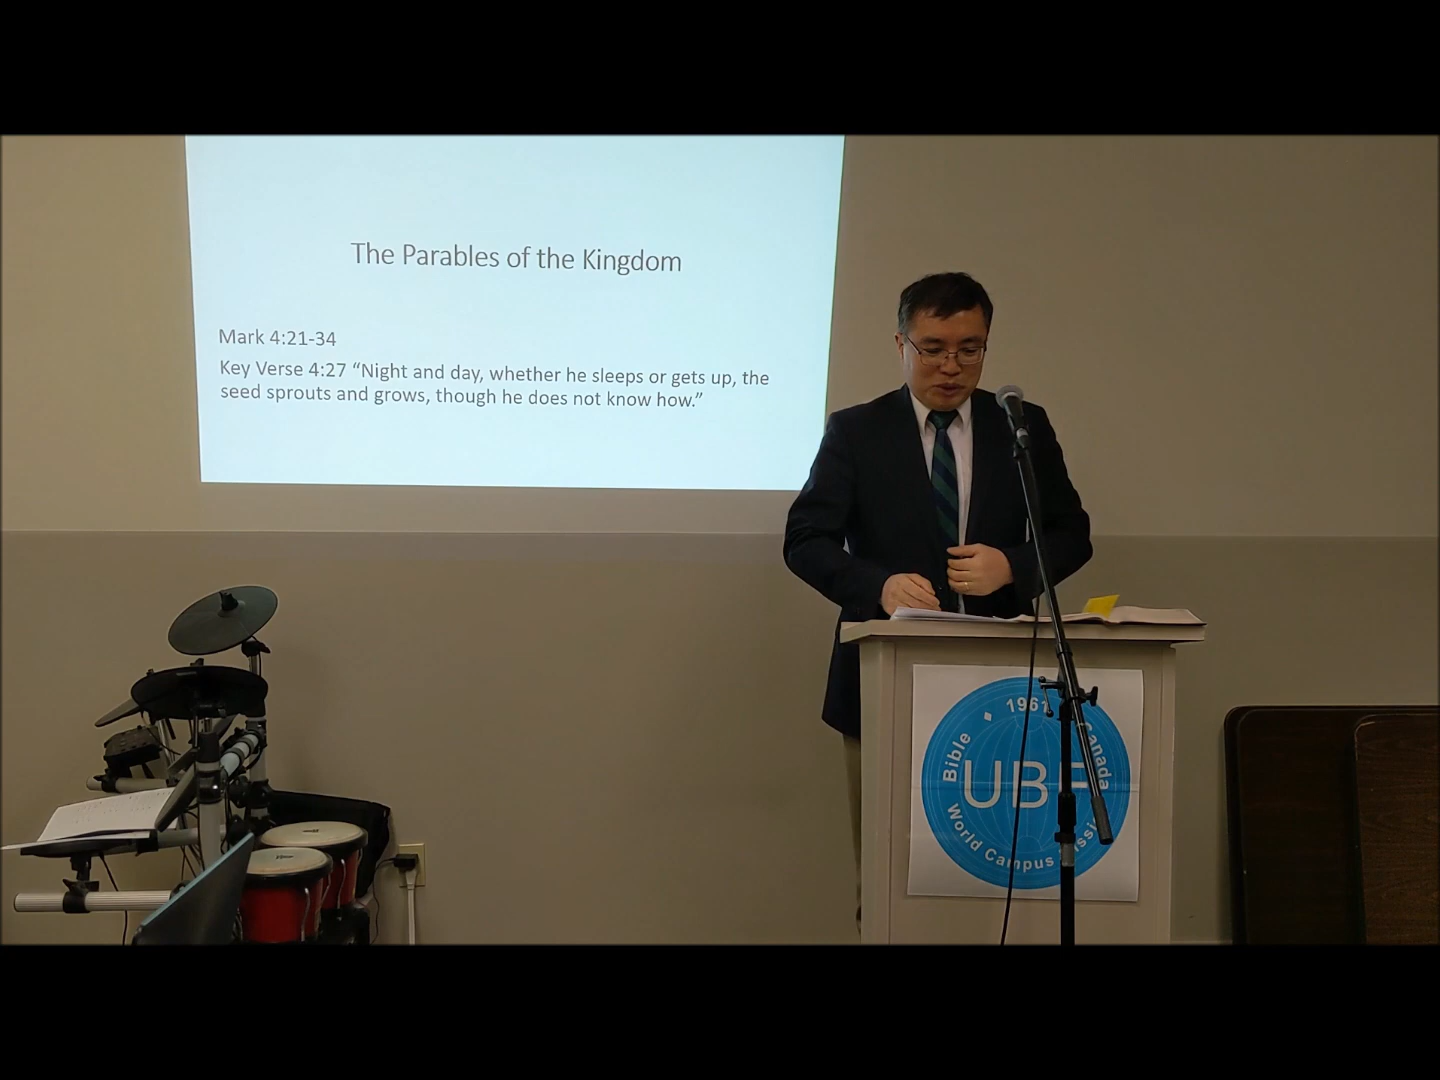 The Parables of the Kingdom
Mark 4:21-34
Key Verse 4:27 “Night and day, whether he sleeps or gets up, the
seed sprouts and grows, though he does not know how.”
1961
Bible
Canada
UBF
World Campus